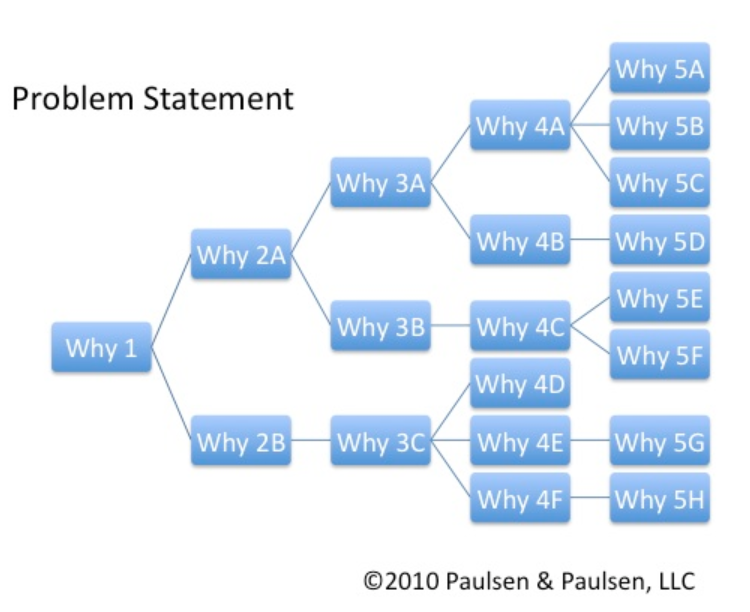 Problem Statement
Why 1
Why 2A
Why 2B
Why 3A
Why 3B
Why 3C
Why 4A
Why 4B
Why 4C
Why 4D
Why 4E
Why 4F
Why 5A
Why 5B
Why 5C
Why 5D
Why 5E
Why 5F
Why 5G
Why 5H
©2010 Paulsen & Paulsen, LLC